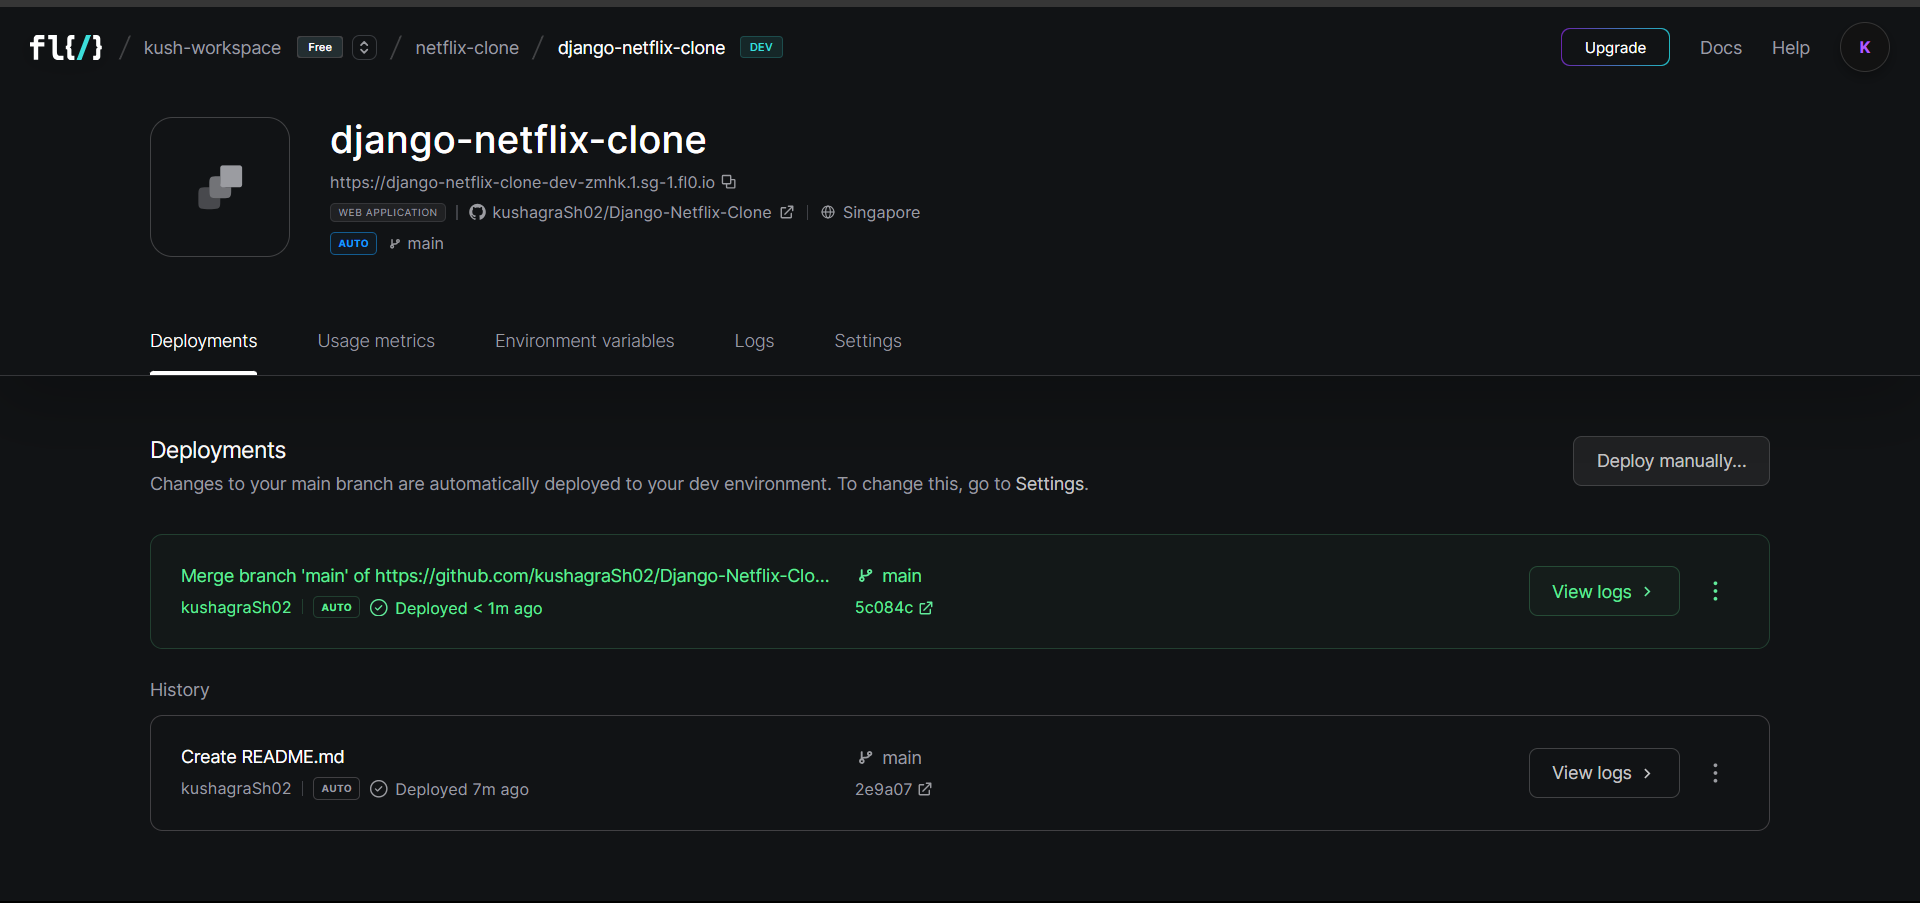 fl{/} / kush-workspace Free / netflix-clone / django-netflix-clone DEV Upgrade Docs Help K
django-netflix-clone
https://django-netflix-clone-dev-zmhk.1.sg-1.fl0.io
WEB APPLICATION | kushagraSh02/Django-Netflix-Clone | Singapore
AUTO main
Deployments Usage metrics Environment variables Logs Settings
Deployments
Deploy manually...
Changes to your main branch are automatically deployed to your dev environment. To change this, go to Settings.
Merge branch 'main' of https://github.com/kushagraSh02/Django-Netflix-Clo... main
View logs
kushagraSh02 | AUTO Deployed < 1m ago 5c084c
History
Create README.md main
View logs
kushagraSh02 | AUTO Deployed 7m ago 2e9a07